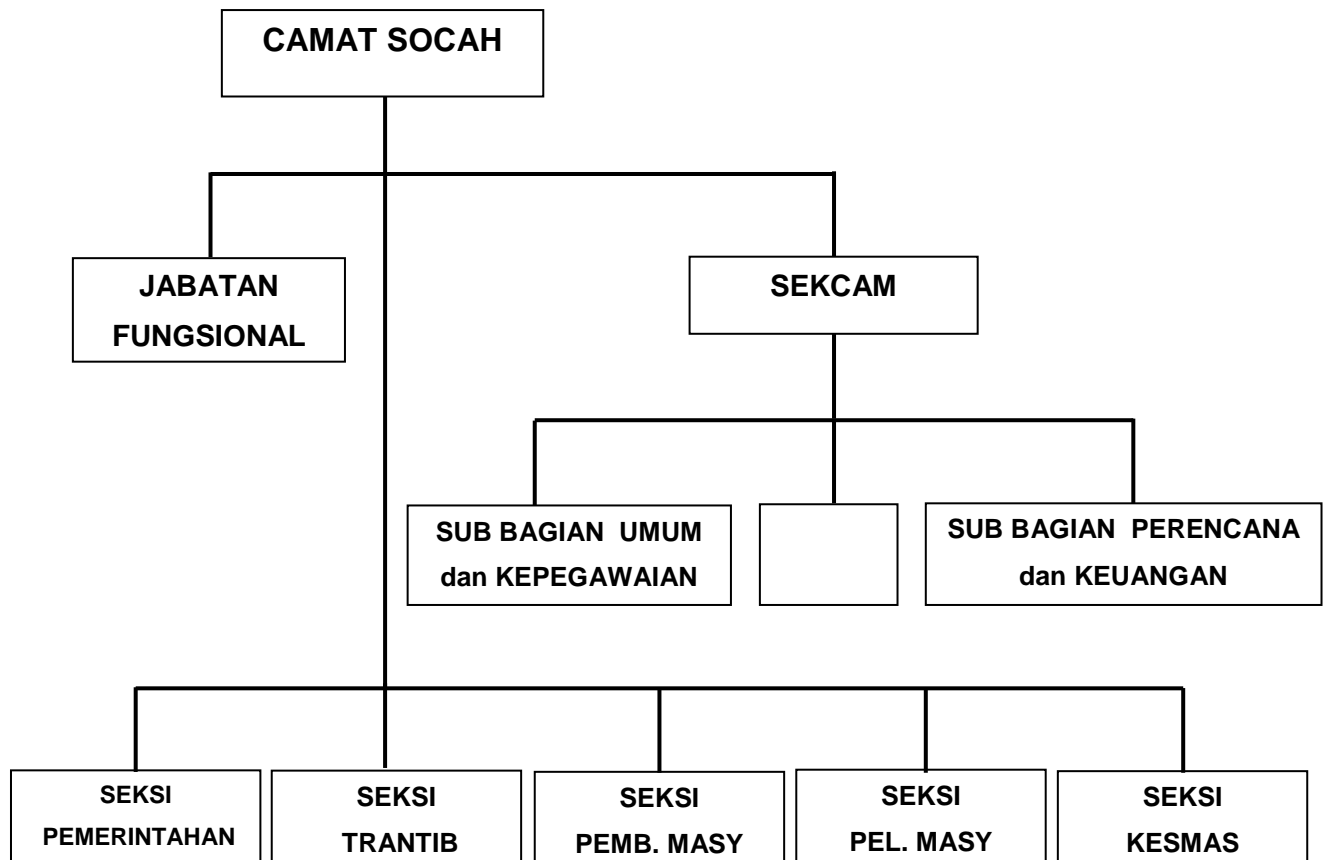 CAMAT SOCAH
JABATAN
FUNGSIONAL
SEKCAM
SUB BAGIAN UMUM
dan KEPEGAWAIAN
SUB BAGIAN PERENCANA
dan KEUANGAN
SEKSI
PEMERINTAHAN
SEKSI
TRANTIB
SEKSI
PEMB. MASY
SEKSI
PEL. MASY
SEKSI
KESMAS